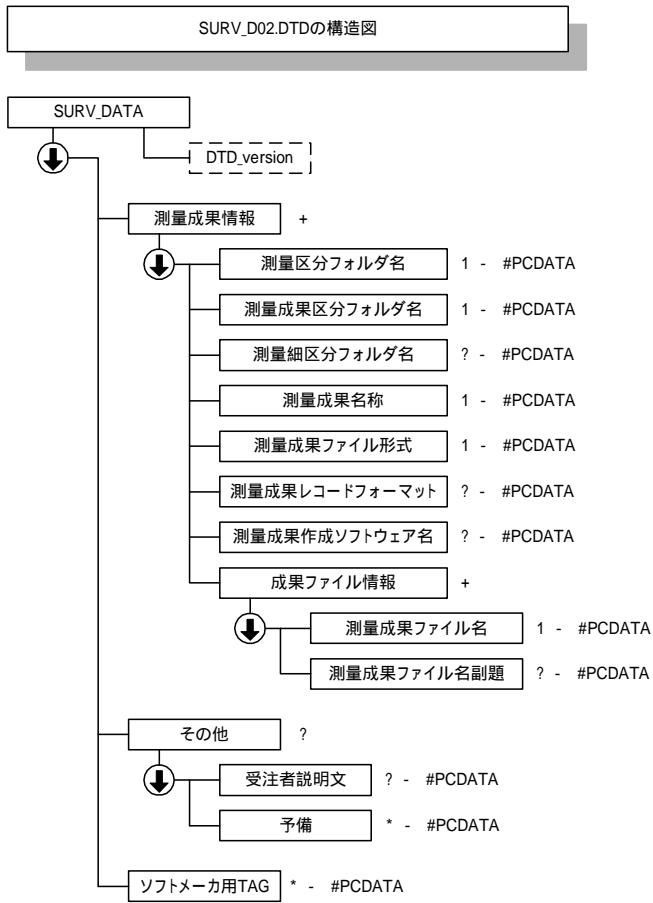 SURV_D02.DTDの構造図
SURV_DATA
DTD_version
測量成果情報 +
測量区分フォルダ名 1 - #PCDATA
測量成果区分フォルダ名 1 - #PCDATA
測量細区分フォルダ名 ? - #PCDATA
測量成果名称 1 - #PCDATA
測量成果ファイル形式 1 - #PCDATA
測量成果レコードフォーマット ? - #PCDATA
測量成果作成ソフトウェア名 ? - #PCDATA
成果ファイル情報 +
測量成果ファイル名 1 - #PCDATA
測量成果ファイル名副題 ? - #PCDATA
その他 ?
受注者説明文 ? - #PCDATA
予備 * - #PCDATA
ソフトメーカ用TAG * - #PCDATA